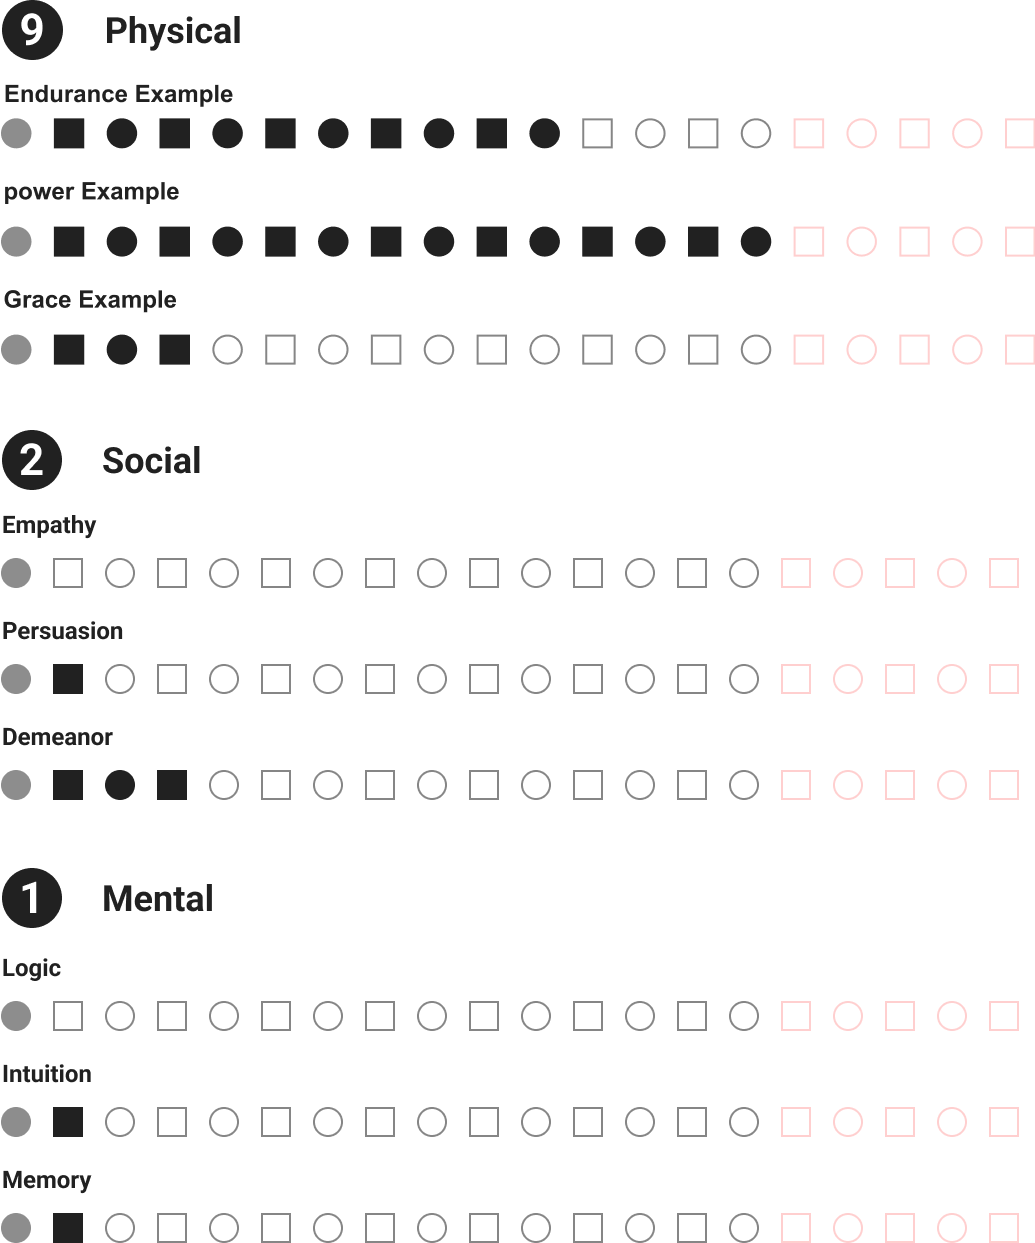 9 Physical
Endurance Example
power Example
Grace Example
2 Social
Empathy
Persuasion
Demeanor
1 Mental
Logic
Intuition
Memory